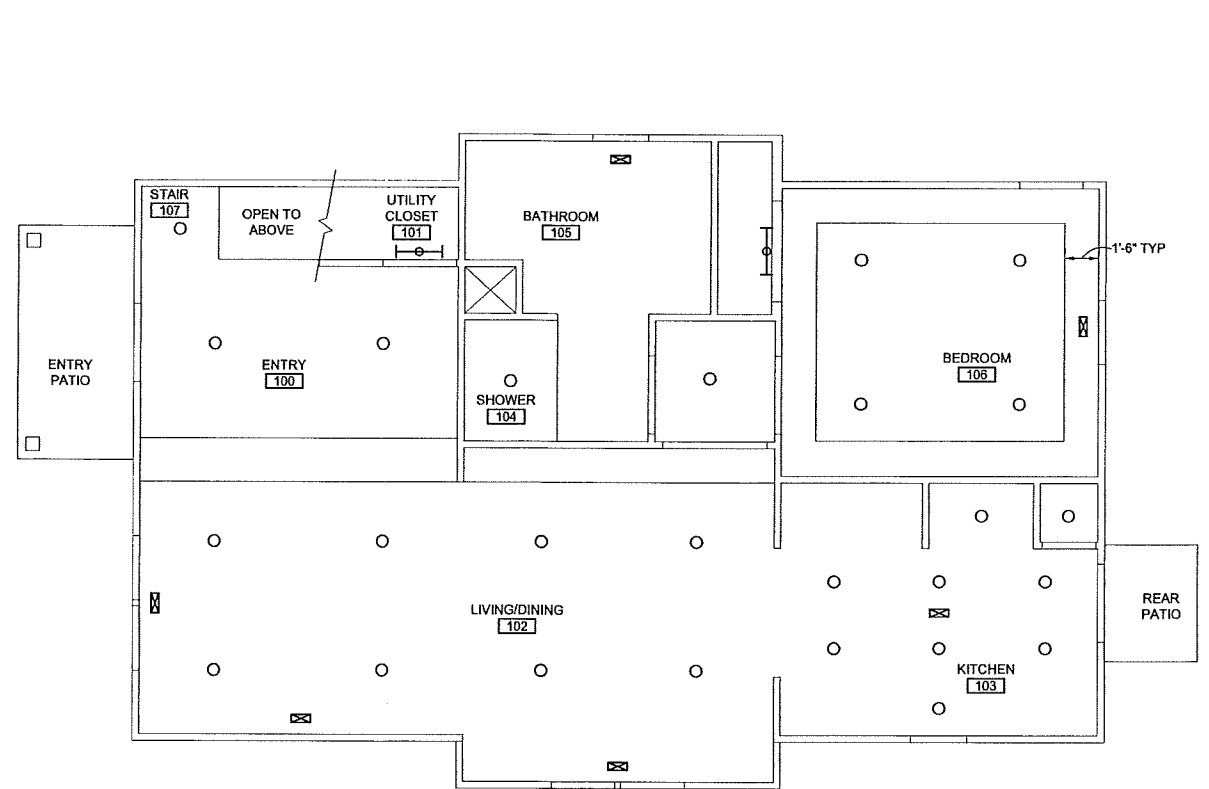 STAIR
107
OPEN TO
ABOVE
UTILITY
CLOSET
101
BATHROOM
105
1'-6" TYP
ENTRY
PATIO
ENTRY
100
SHOWER
104
BEDROOM
106
LIVING/DINING
102
KITCHEN
103
REAR
PATIO